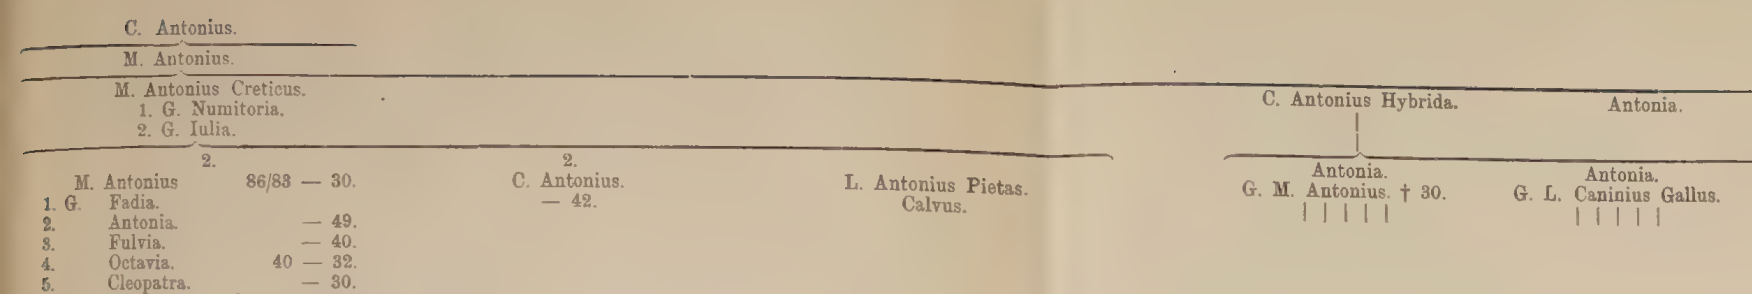 C. Antonius.
M. Antonius.
M. Antonius Creticus.
1. G. Numitoria.
2. G. Iulia.
C. Antonius Hybrida.
Antonia.
2.
M. Antonius 86/83 — 30.
1. G. Fadia.
2. Antonia. — 49.
3. Fulvia. — 40.
4. Octavia. 40 — 32.
5. Cleopatra. — 30.
2.
C. Antonius.
— 42.
L. Antonius Pietas.
Calvus.
Antonia.
G. M. Antonius. † 30.
Antonia.
G. L. Caninius Gallus.